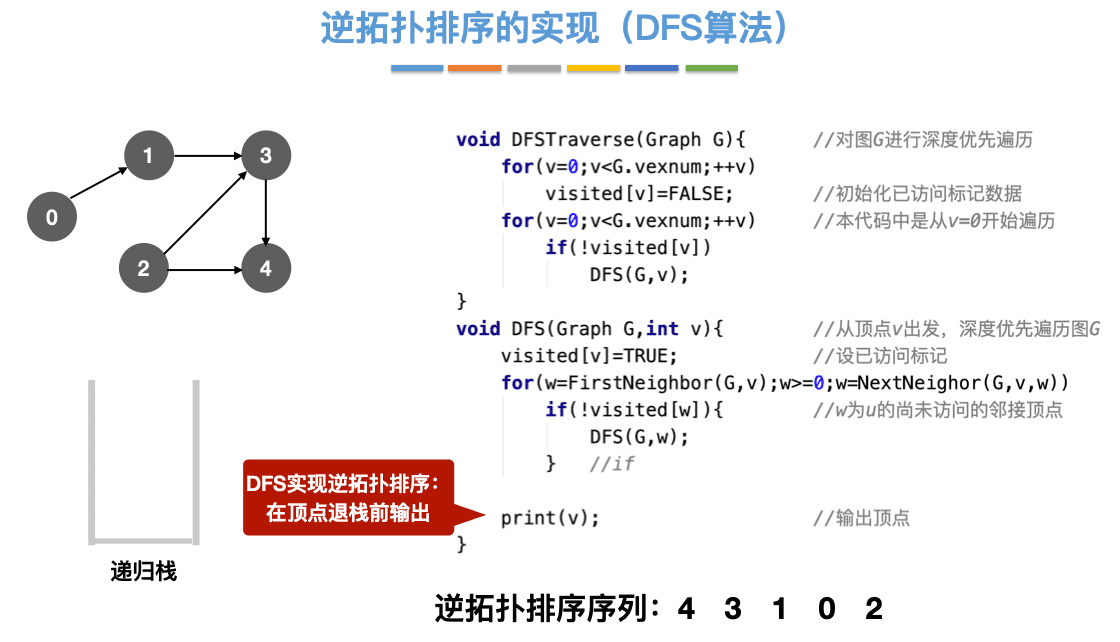 逆拓扑排序的实现（DFS算法）
1
3
0
2
4
void DFSTraverse(Graph G){ //对图G进行深度优先遍历
for(v=0;v<G.vexnum;++v)
visited[v]=FALSE; //初始化已访问标记数据
for(v=0;v<G.vexnum;++v) //本代码中是从v=0开始遍历
if(!visited[v])
DFS(G,v);
}
void DFS(Graph G,int v){ //从顶点v出发，深度优先遍历图G
visited[v]=TRUE; //设已访问标记
for(w=FirstNeighbor(G,v);w>=0;w=NextNeighor(G,v,w))
if(!visited[w]){ //w为u的尚未访问的邻接顶点
DFS(G,w);
} //if
print(v); //输出顶点
}
DFS实现逆拓扑排序：
在顶点退栈前输出
递归栈
逆拓扑排序序列：4 3 1 0 2